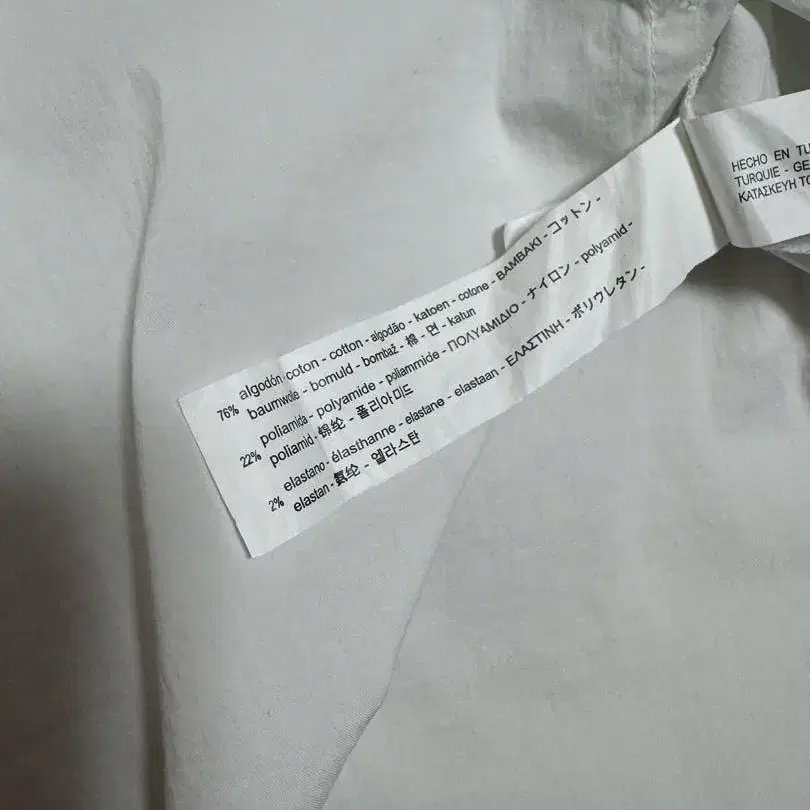 76% algodón - coton - cotton - algodão - katoen - cotone - ΒΑΜΒΑΚΙ - コットン -
baumwolle - bomuld - bombaž - 棉 - 면 - katun
22% poliamida - polyamide - poliammide - ΠΟΛΥΑΜΙΔΙΟ - ナイロン - polyamid -
poliamid - 锦纶 - 폴리아미드
2% elastano - élasthanne - elastane - elastaan - ΕΛΑΣΤΙΝΗ - ポリウレタン -
elastan - 氨纶 - 엘라스탄
HECHO EN TU
TURQUIE - GE
ΚΑΤΑΣΚΕΥΗ ΤΟ